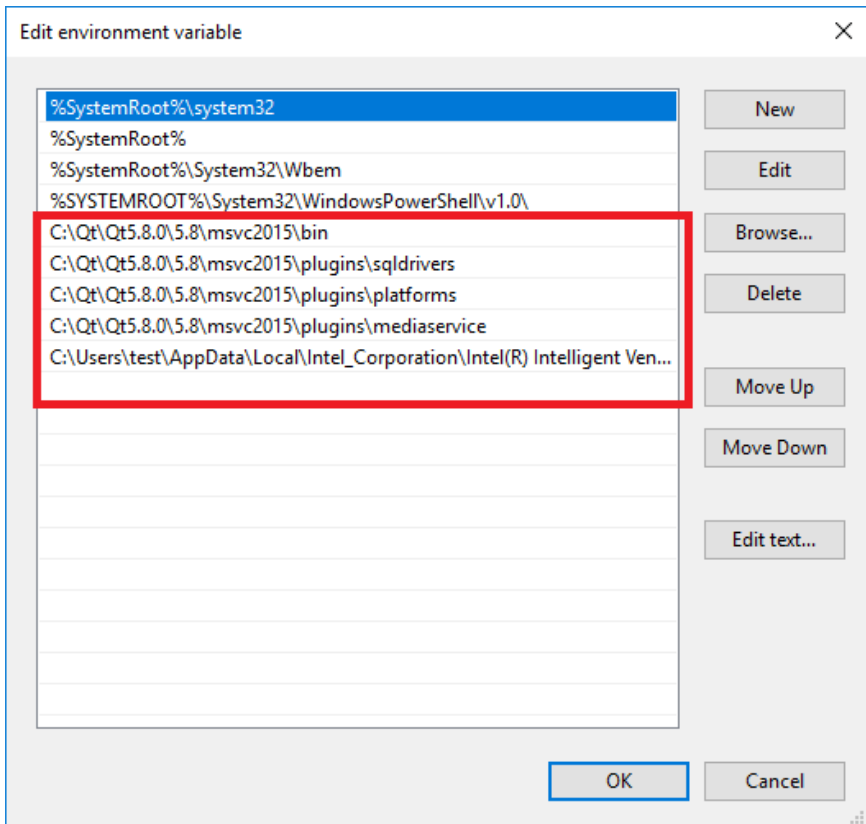 Edit environment variable
%SystemRoot%\system32
%SystemRoot%
%SystemRoot%\System32\Wbem
%SYSTEMROOT%\System32\WindowsPowerShell\v1.0\
C:\Qt\Qt5.8.0\5.8\msvc2015\bin
C:\Qt\Qt5.8.0\5.8\msvc2015\plugins\sqldrivers
C:\Qt\Qt5.8.0\5.8\msvc2015\plugins\platforms
C:\Qt\Qt5.8.0\5.8\msvc2015\plugins\mediaservice
C:\Users\test\AppData\Local\Intel_Corporation\Intel(R) Intelligent Ven...
New
Edit
Browse...
Delete
Move Up
Move Down
Edit text...
OK
Cancel